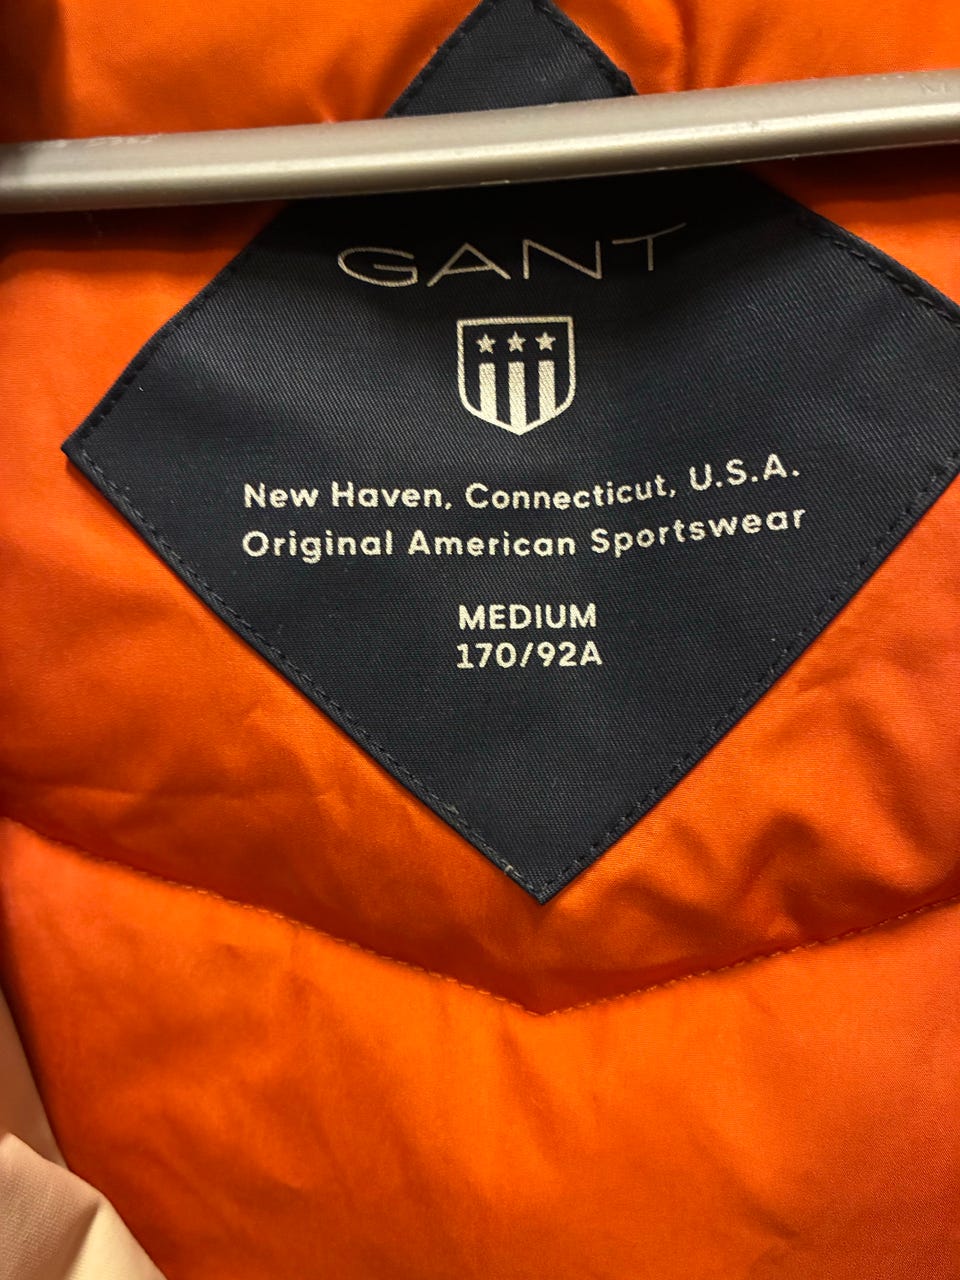 GANT
New Haven, Connecticut, U.S.A.
Original American Sportswear
MEDIUM
170/92A